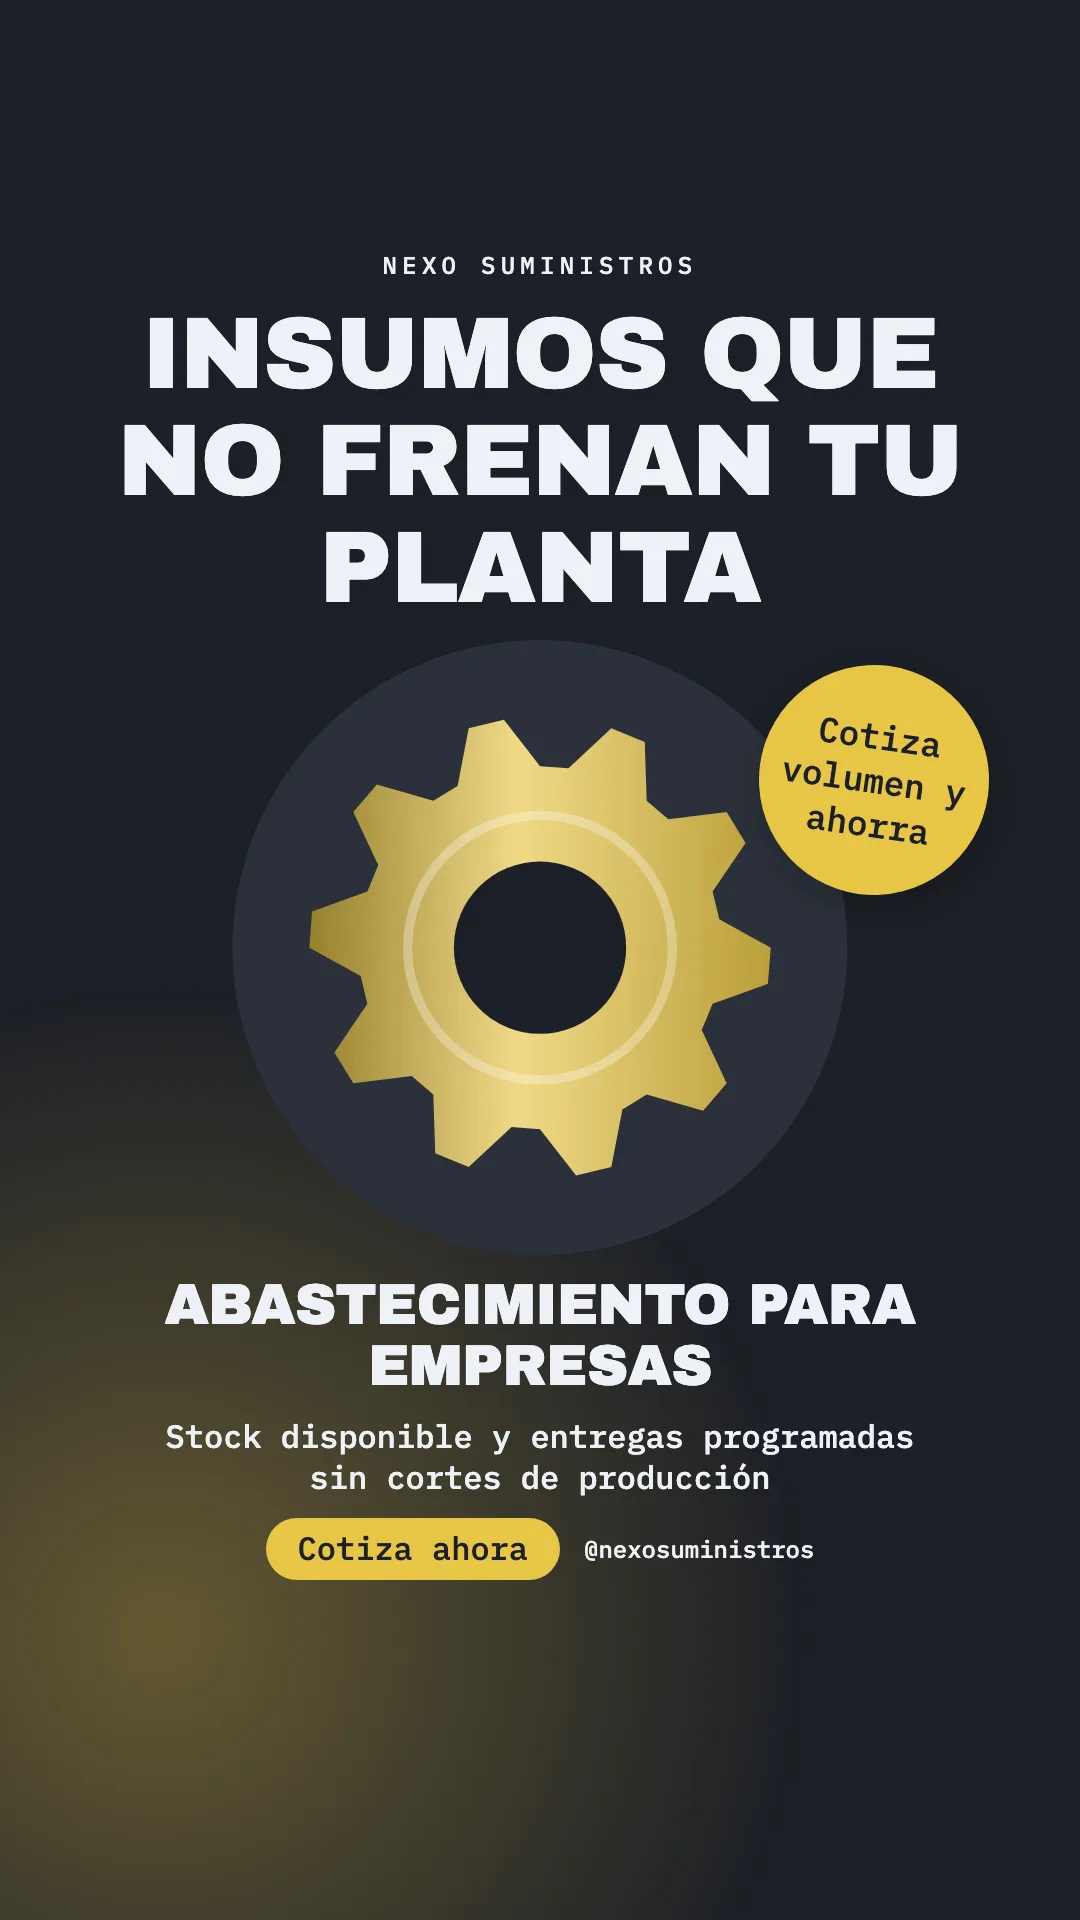 NEXO SUMINISTROS
INSUMOS QUE
NO FRENAN TU
PLANTA
Cotiza
volumen y
ahorra
ABASTECIMIENTO PARA
EMPRESAS
Stock disponible y entregas programadas
sin cortes de producción
Cotiza ahora
@nexosuministros